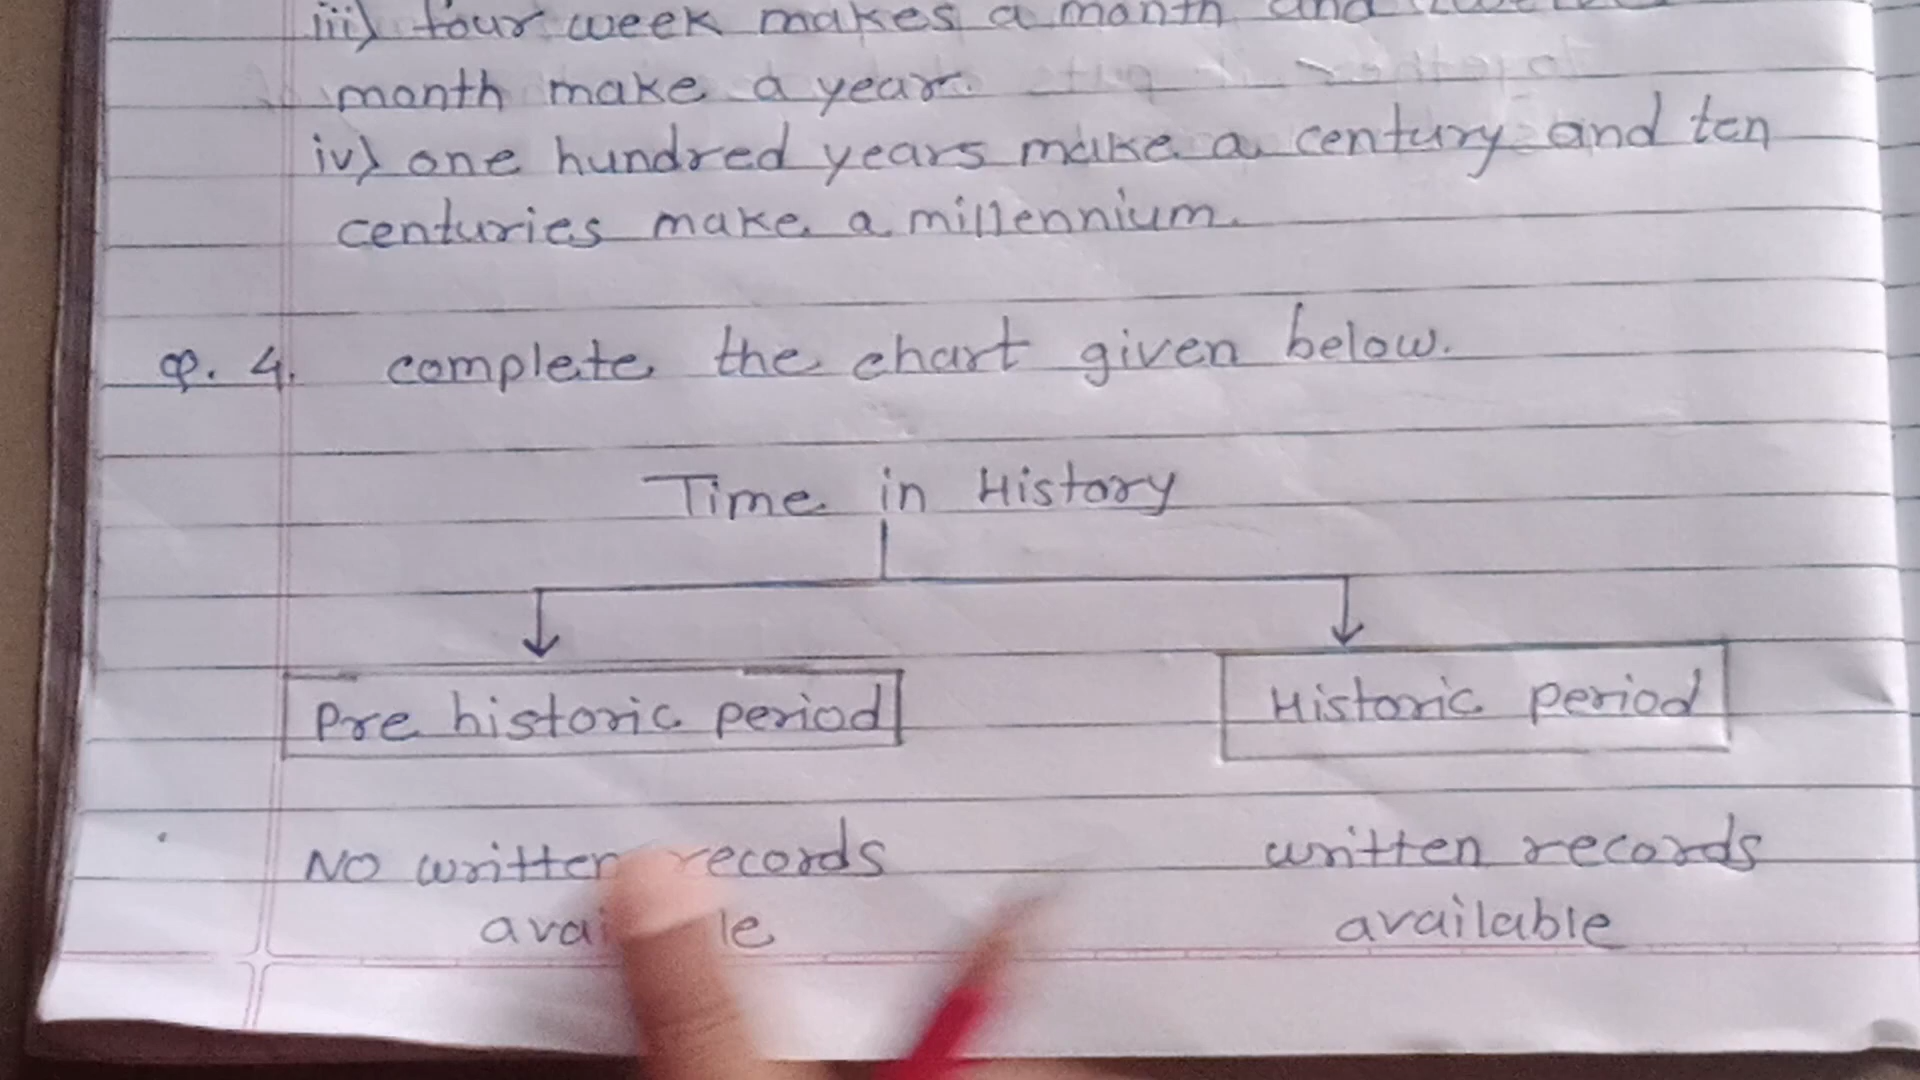 iii) four week makes a month and
month make a year.
iv) one hundred years make a century and ten
centuries make a millennium.
Q. 4. complete the chart given below.
Time in History
Pre historic period
Historic period
NO written records
available
written records
available